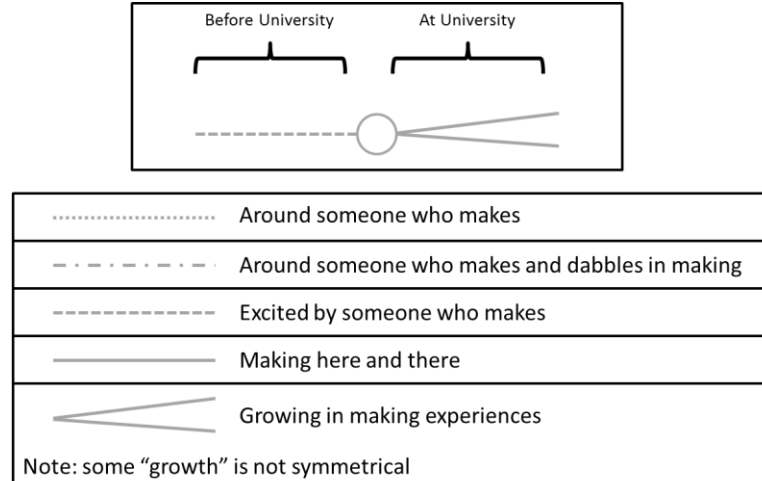 Before University
At University
Around someone who makes
Around someone who makes and dabbles in making
Excited by someone who makes
Making here and there
Growing in making experiences
Note: some “growth” is not symmetrical